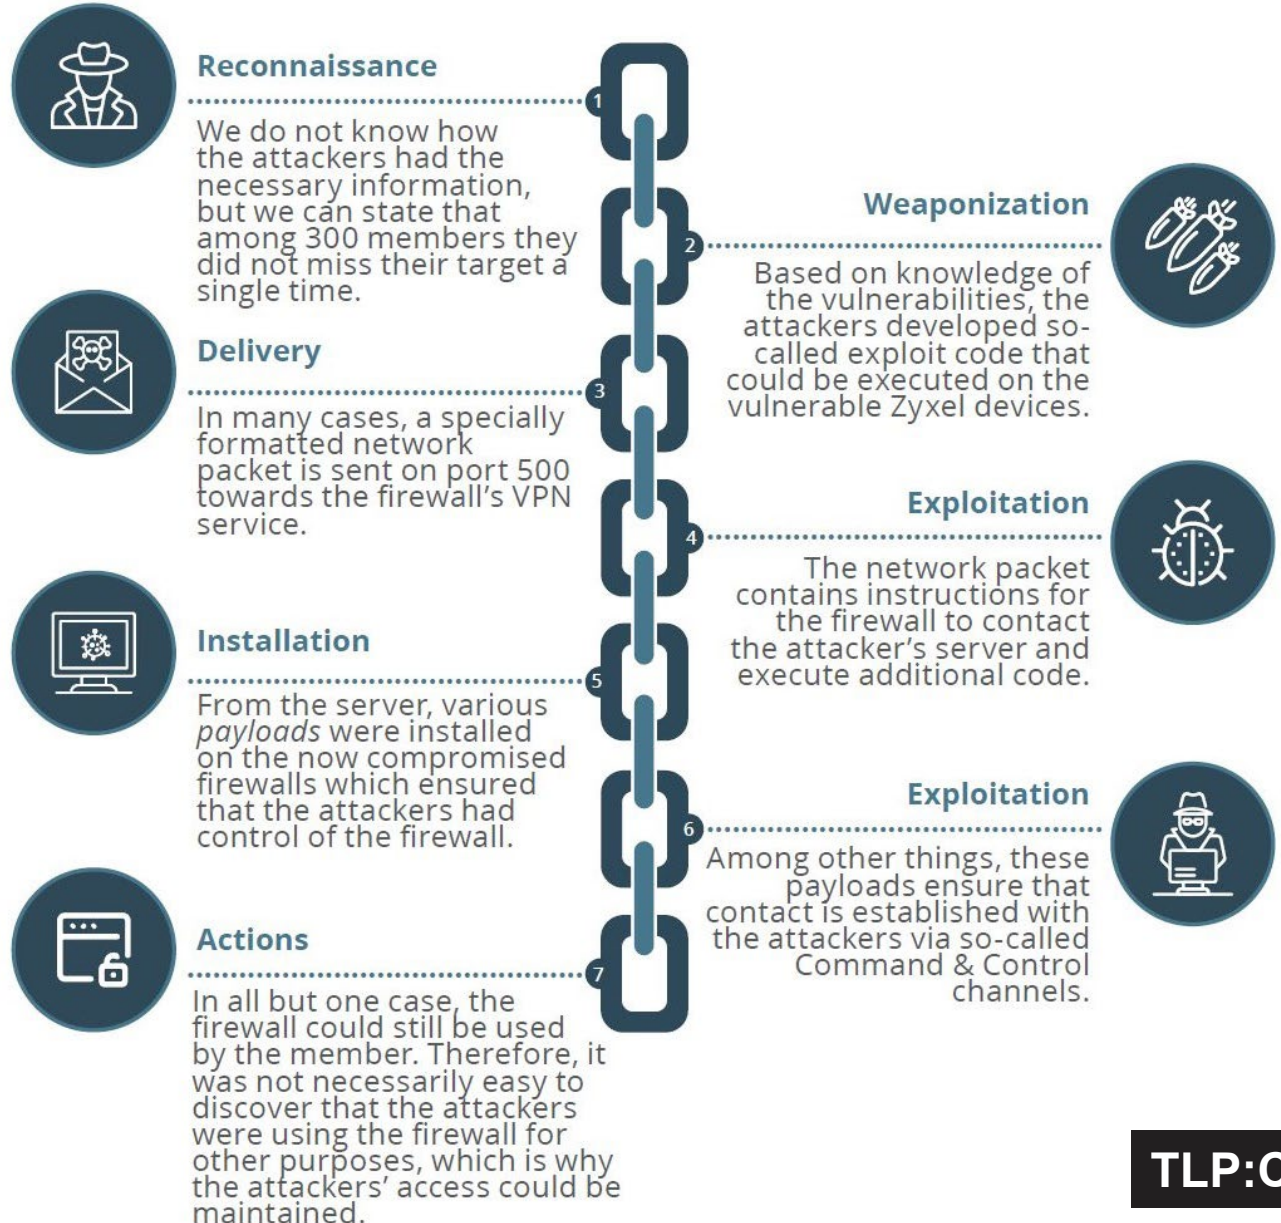 Reconnaissance
1
We do not know how
the attackers had the
necessary information,
but we can state that
among 300 members they
did not miss their target a
single time.
Weaponization
2
Based on knowledge of
the vulnerabilities, the
attackers developed so-
called exploit code that
could be executed on the
vulnerable Zyxel devices.
Delivery
3
In many cases, a specially
formatted network
packet is sent on port 500
towards the firewall's VPN
service.
Exploitation
4
The network packet
contains instructions for
the firewall to contact
the attacker's server and
execute additional code.
Installation
5
From the server, various
payloads were installed
on the now compromised
firewalls which ensured
that the attackers had
control of the firewall.
Exploitation
6
Among other things, these
payloads ensure that
contact is established with
the attackers via so-called
Command & Control
channels.
Actions
7
In all but one case, the
firewall could still be used
by the member. Therefore, it
was not necessarily easy to
discover that the attackers
were using the firewall for
other purposes, which is why
the attackers' access could be
maintained.
TLP:C